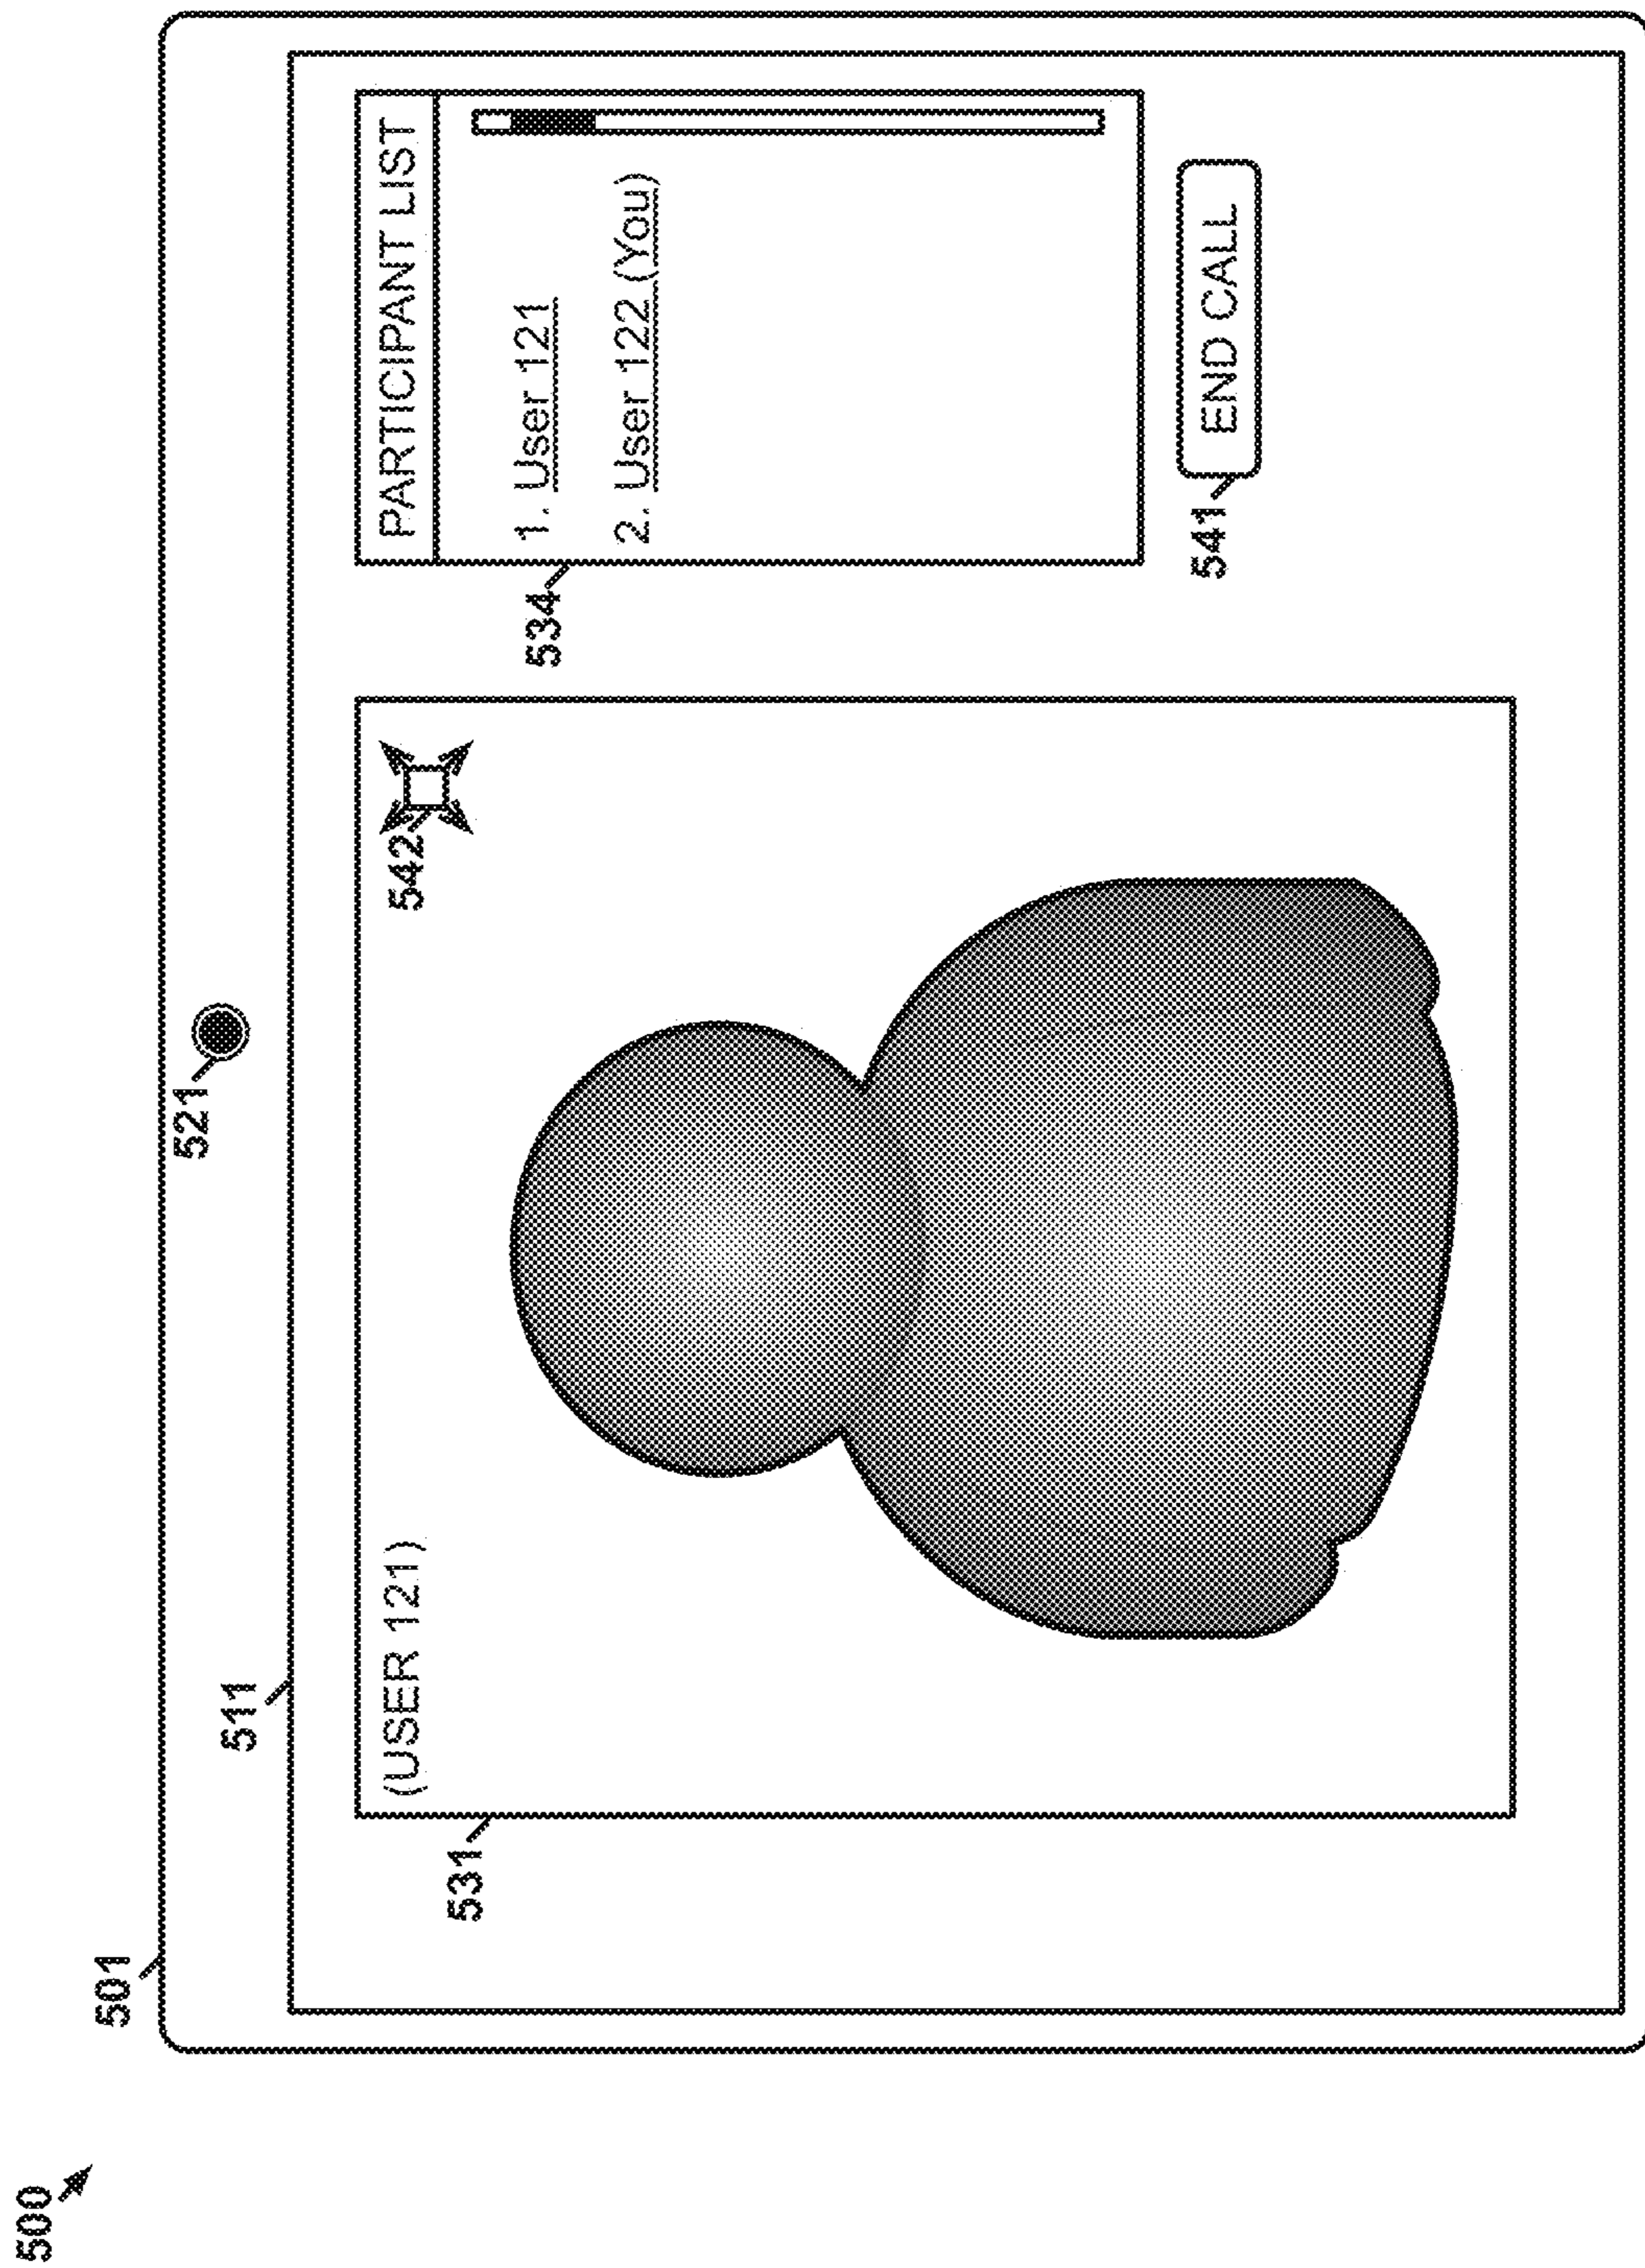 500
501
511
521
531
(USER 121)
542
534
PARTICIPANT LIST
1. User 121
2. User 122 (You)
541
END CALL